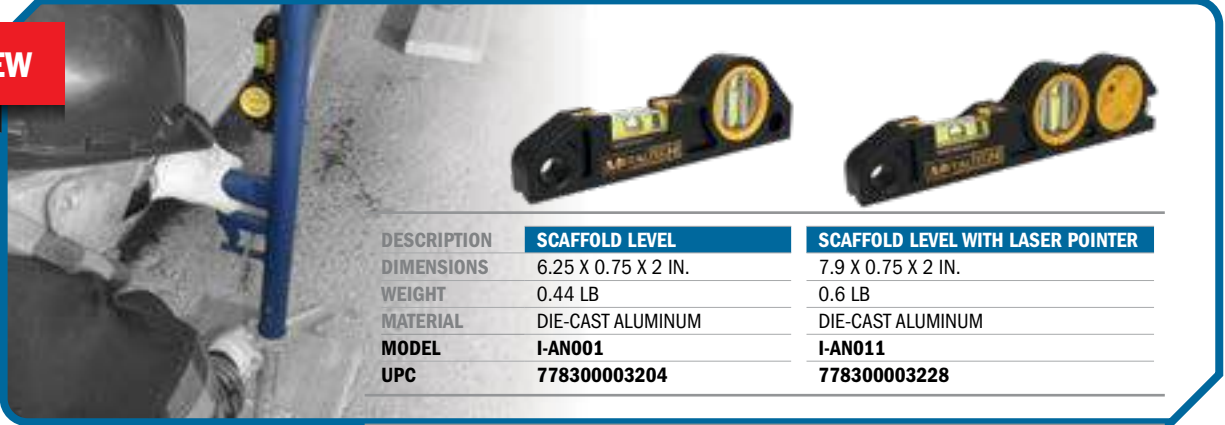 EW
METALTECH
METALTECH
DESCRIPTION SCAFFOLD LEVEL SCAFFOLD LEVEL WITH LASER POINTER
DIMENSIONS 6.25 X 0.75 X 2 IN. 7.9 X 0.75 X 2 IN.
WEIGHT 0.44 LB 0.6 LB
MATERIAL DIE-CAST ALUMINUM DIE-CAST ALUMINUM
MODEL I-AN001 I-AN011
UPC 778300003204 778300003228